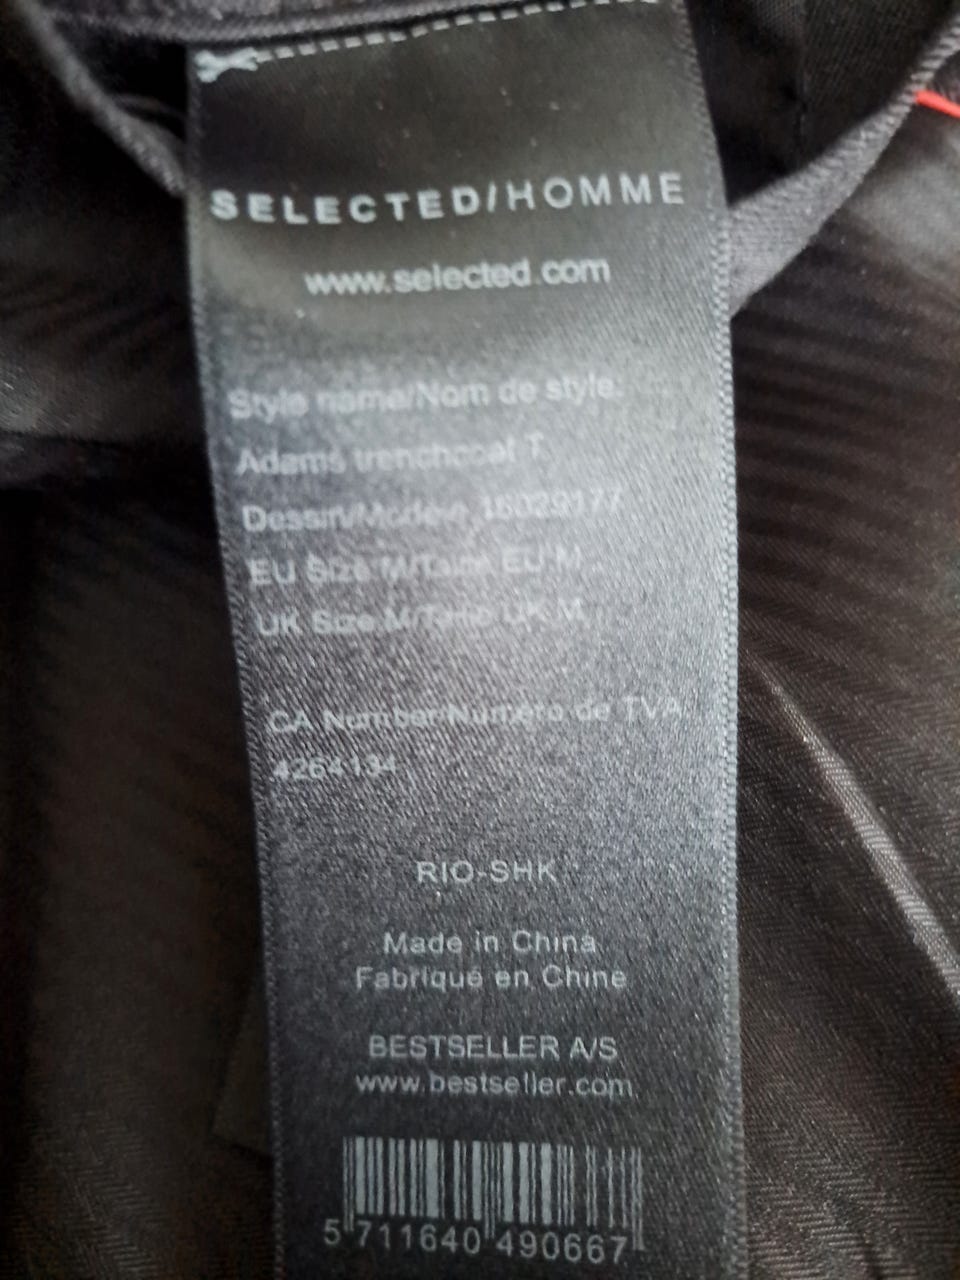 SELECTED/HOMME
www.selected.com
Style name/Nom de style:
Adams trenchcoat T
Dessin/Modèle 16029177
EU Size M/Taille EU M
UK Size M/Taille UK M
CA Number/Numéro de TVA
4264134
RIO-SHK
Made in China
Fabriqué en Chine
BESTSELLER A/S
www.bestseller.com
5 711640 490667